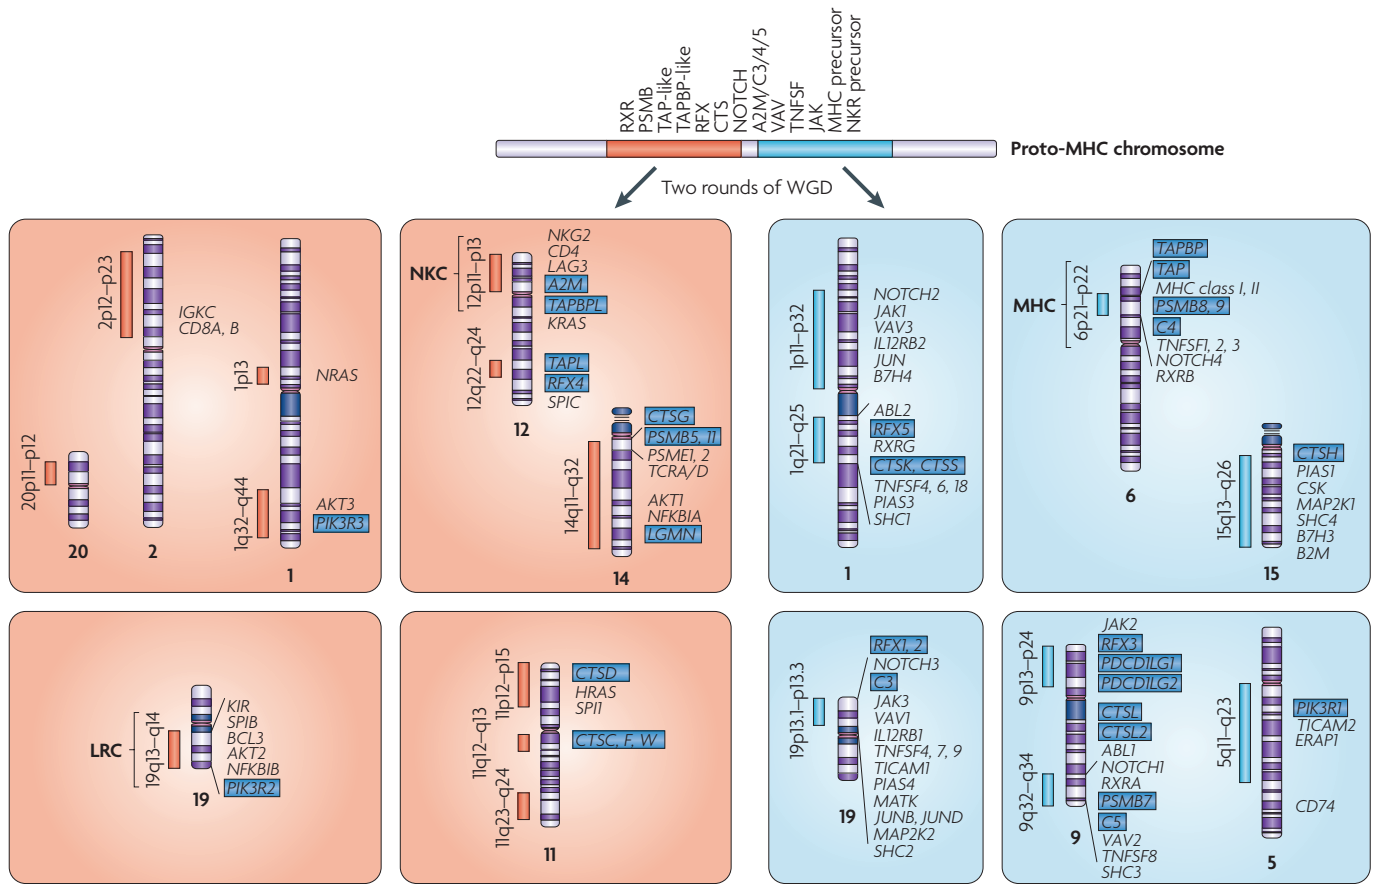 RXR
PSMB
TAP-like
TAPBP-like
RFX
CTS
NOTCH
A2M/C3/4/5
VAV
TNFSF
JAK
MHC precursor
NKR precursor
Proto-MHC chromosome
Two rounds of WGD
2p12–p23
IGKC
CD8A, B
20p11–p12
20
2
1p13
NRAS
1q32–q44
AKT3
PIK3R3
1
NKC
12p11–p13
NKG2
CD4
LAG3
A2M
TAPBPL
KRAS
12q22–q24
TAPL
RFX4
SPIC
12
14q11–q32
CTSG
PSMB5, 11
PSME1, 2
TCRA/D
AKT1
NFKBIA
LGMN
14
1p11–p32
NOTCH2
JAK1
VAV3
IL12RB2
JUN
B7H4
1q21–q25
ABL2
RFX5
RXRG
CTSK, CTSS
TNFSF4, 6, 18
PIAS3
SHC1
1
MHC
6p21–p22
TAPBP
TAP
MHC class I, II
PSMB8, 9
C4
TNFSF1, 2, 3
NOTCH4
RXRB
6
15q13–q26
CTSH
PIAS1
CSK
MAP2K1
SHC4
B7H3
B2M
15
LRC
19q13–q14
KIR
SPIB
BCL3
AKT2
NFKBIB
PIK3R2
19
11p12–p15
CTSD
HRAS
SPI1
11q12–q13
CTSC, F, W
11q23–q24
11
19p13.1–p13.3
RFX1, 2
NOTCH3
C3
JAK3
VAV1
IL12RB1
TNFSF4, 7, 9
TICAM1
PIAS4
MATK
JUNB, JUND
MAP2K2
SHC2
19
9p13–p24
JAK2
RFX3
PDCD1LG1
PDCD1LG2
CTSL
CTSL2
ABL1
NOTCH1
RXRA
9q32–q34
PSMB7
C5
VAV2
TNFSF8
SHC3
9
5q11–q23
PIK3R1
TICAM2
ERAP1
CD74
5